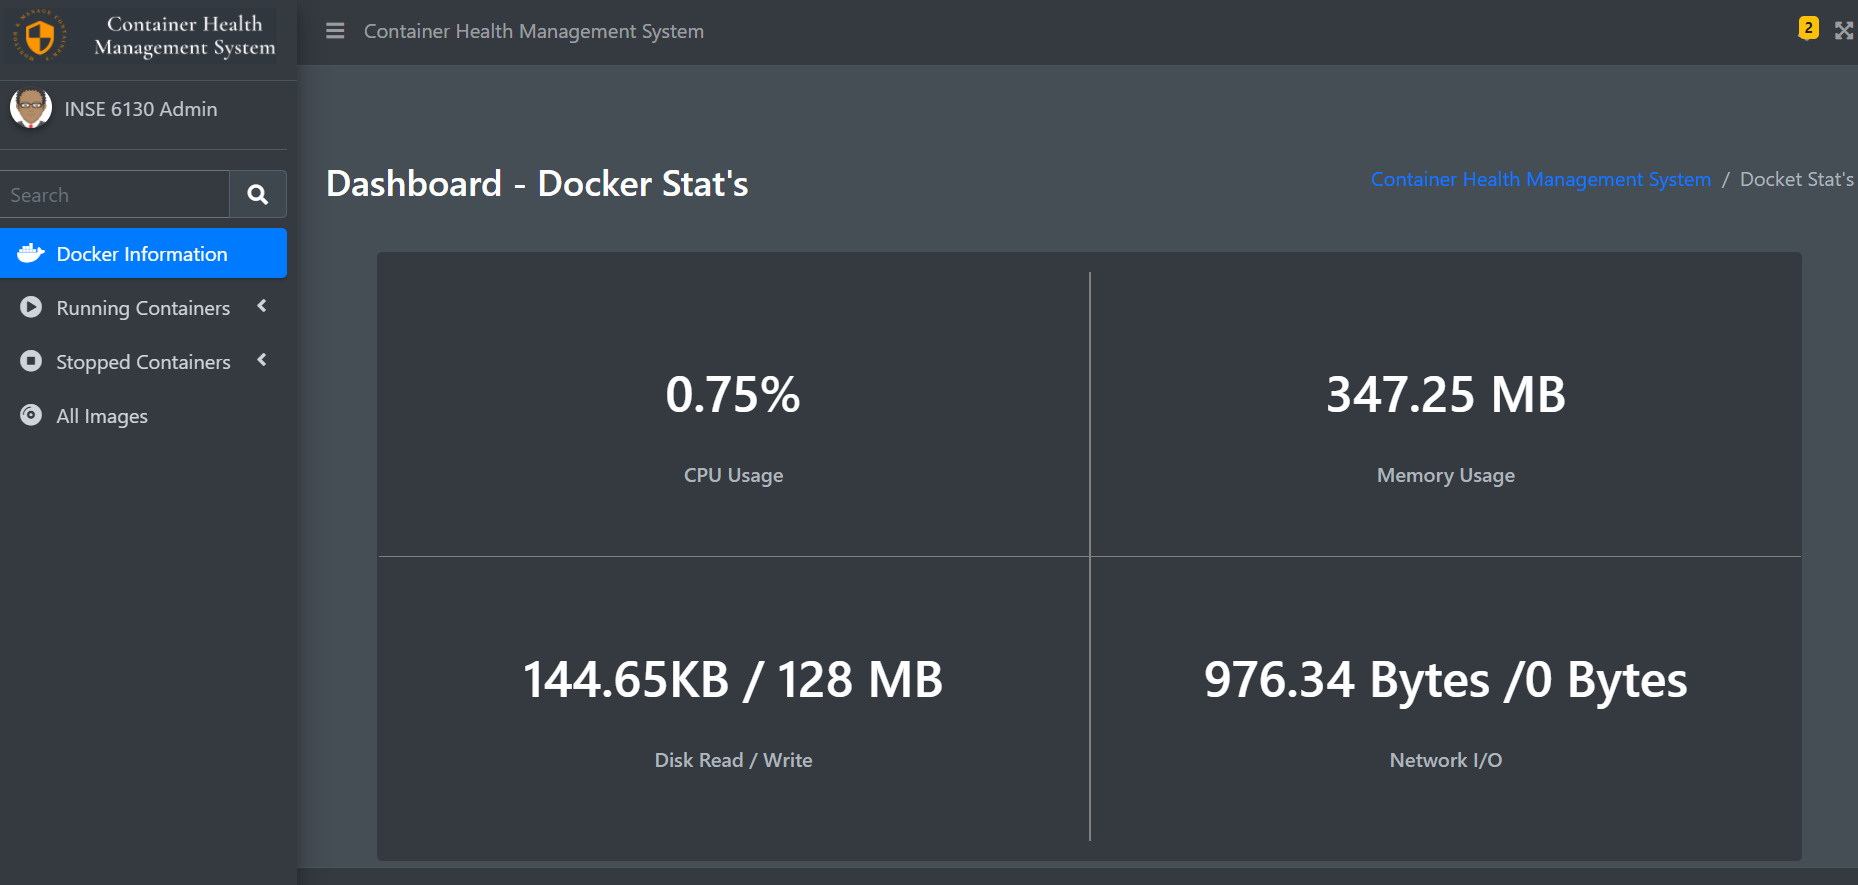 Container Health
Management System
Container Health Management System
2
INSE 6130 Admin
Search
Dashboard - Docker Stat's
Container Health Management System / Docket Stat's
Docker Information
Running Containers
Stopped Containers
All Images
0.75%
CPU Usage
347.25 MB
Memory Usage
144.65KB / 128 MB
Disk Read / Write
976.34 Bytes /0 Bytes
Network I/O